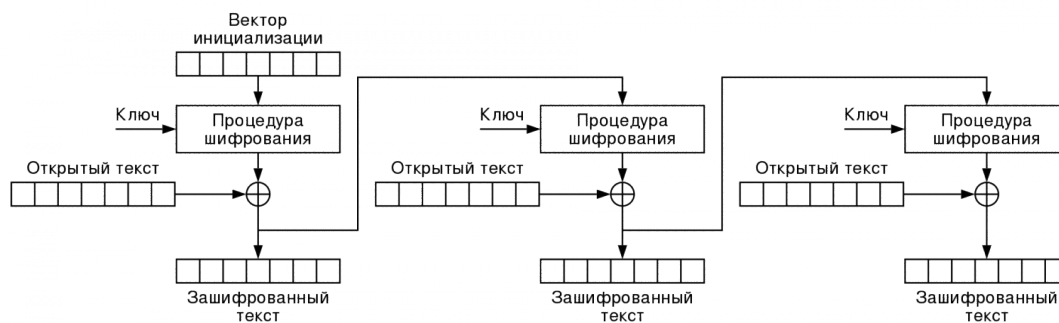 Вектор
инициализации
Ключ
Процедура
шифрования
Открытый текст
Зашифрованный
текст
Ключ
Процедура
шифрования
Открытый текст
Зашифрованный
текст
Ключ
Процедура
шифрования
Открытый текст
Зашифрованный
текст